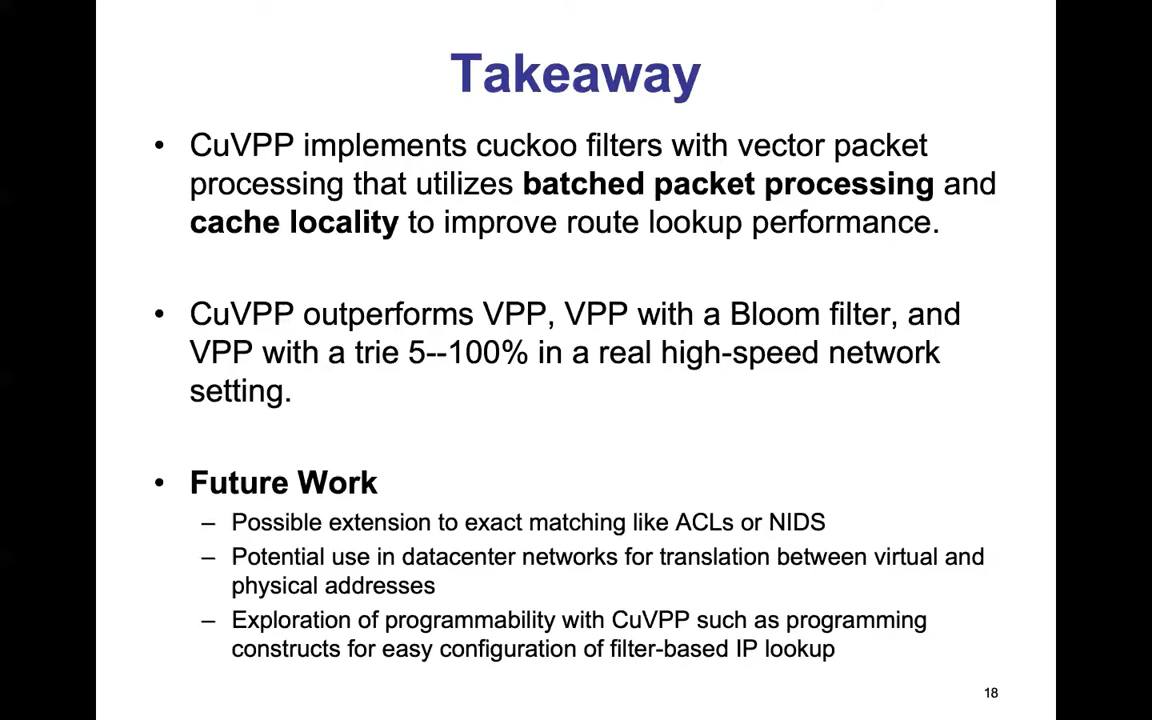 Takeaway
• CuVPP implements cuckoo filters with vector packet
processing that utilizes batched packet processing and
cache locality to improve route lookup performance.
• CuVPP outperforms VPP, VPP with a Bloom filter, and
VPP with a trie 5--100% in a real high-speed network
setting.
• Future Work
– Possible extension to exact matching like ACLs or NIDS
– Potential use in datacenter networks for translation between virtual and
physical addresses
– Exploration of programmability with CuVPP such as programming
constructs for easy configuration of filter-based IP lookup
18